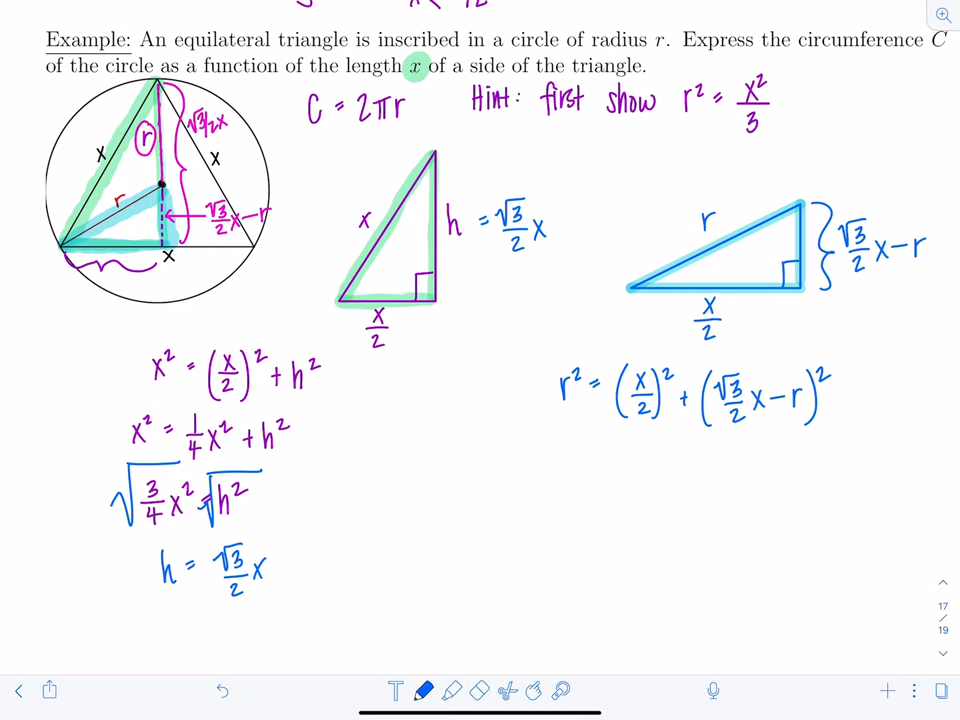 Example: An equilateral triangle is inscribed in a circle of radius r. Express the circumference C
of the circle as a function of the length x of a side of the triangle.
C = 2πr
Hint: first show r² = x²/3
x
r
√3/2x
x
r
√3/2 x - r
x
x
h = √3/2 x
x/2
r
√3/2 x - r
x/2
x² = (x/2)² + h²
x² = 1/4 x² + h²
√3/4 x² = √h²
h = √3/2 x
r² = (x/2)² + (√3/2 x - r)²
17
/
19
T